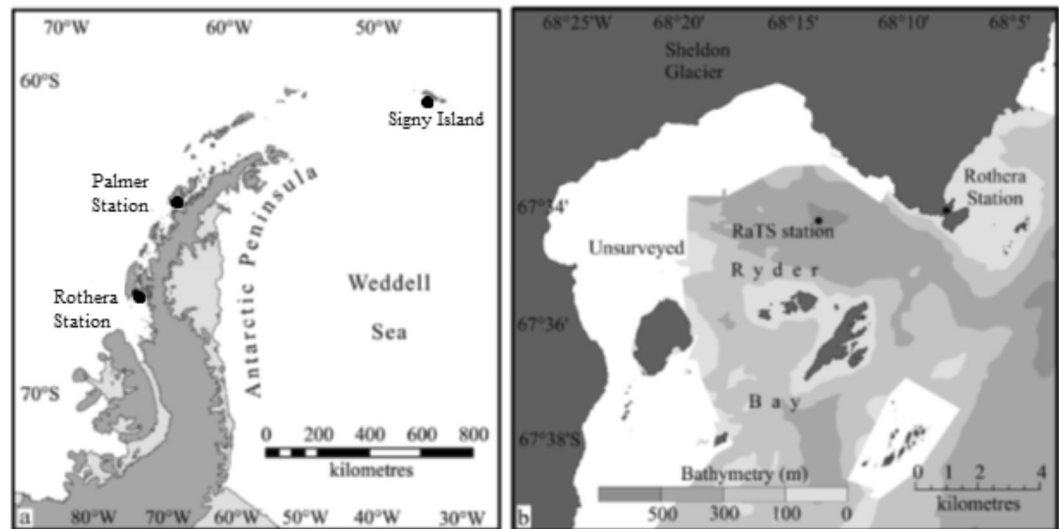 70°W 60°W 50°W
60°S
Signy Island
Palmer
Station
Antarctic Peninsula
Rothera
Station
Weddell
Sea
70°S
0 200 400 600 800
kilometres
a
80°W 70°W 60°W 50°W 40°W 30°W
68°25'W 68°20' 68°15' 68°10' 68°5'
Sheldon
Glacier
Rothera
Station
67°34'
RaTS station
Unsurveyed
Ryder
67°36'
Bay
67°38'S
Bathymetry (m)
500 300 100 0
0 1 2 4
kilometres
b